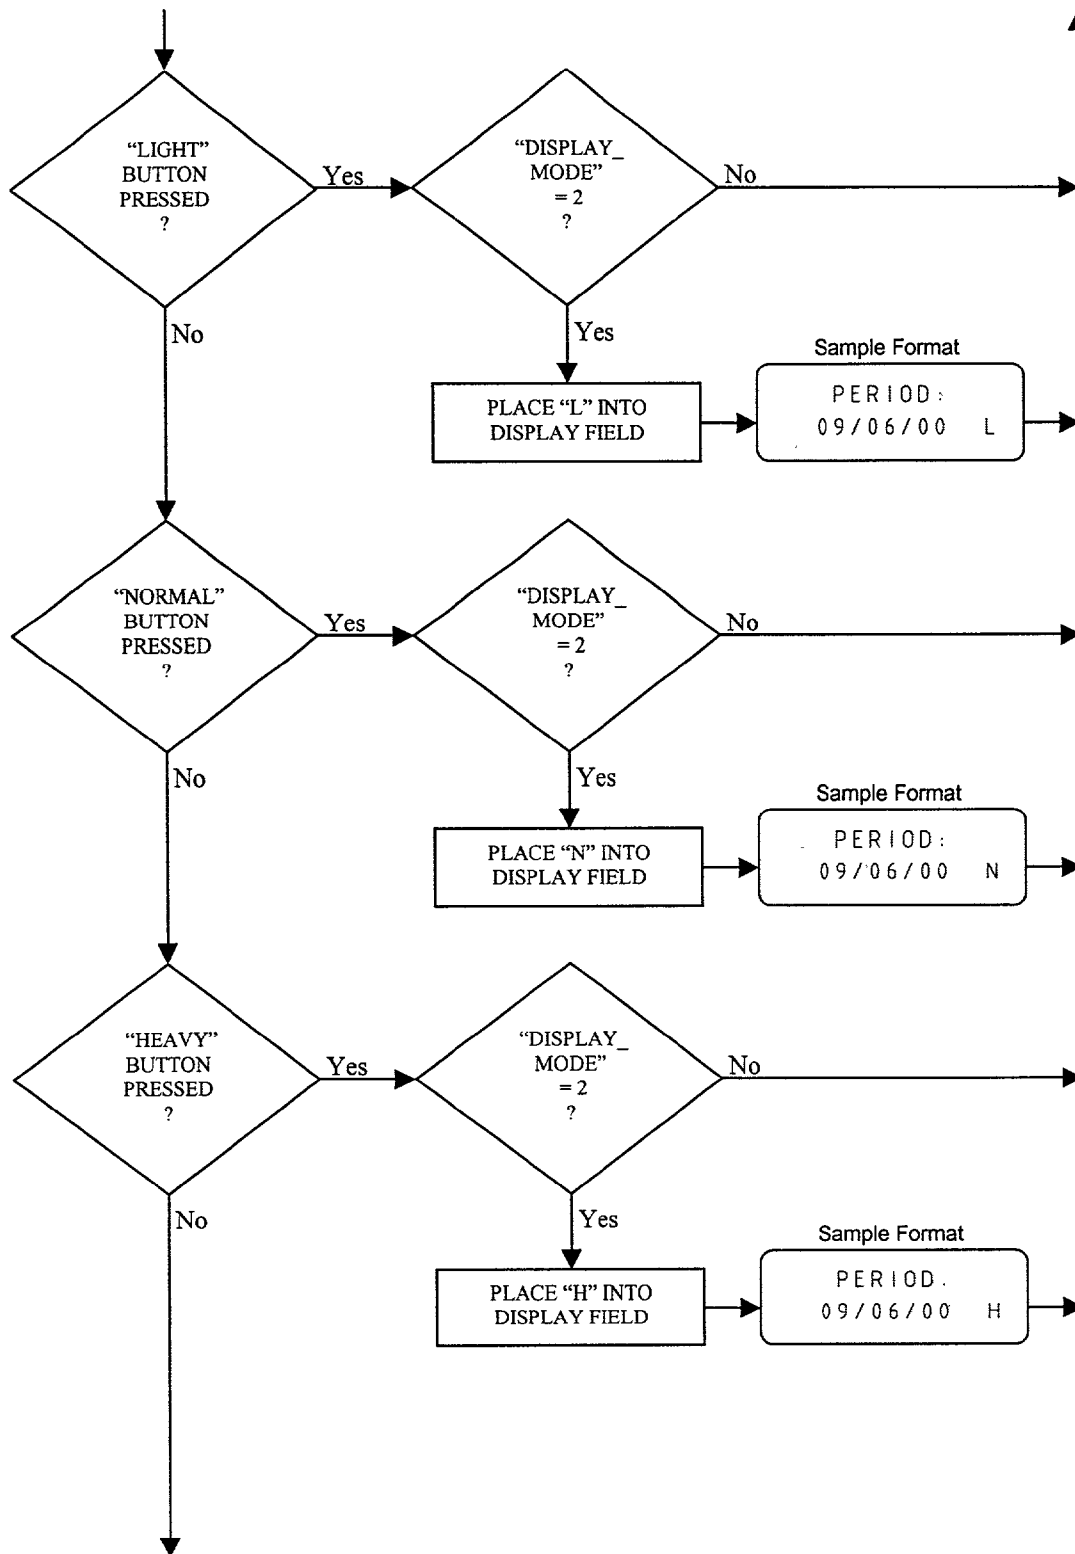 “LIGHT”
BUTTON
PRESSED
?
Yes
“DISPLAY_
MODE”
= 2
?
No
No
Yes
Sample Format
PLACE “L” INTO
DISPLAY FIELD
PERIOD:
09/06/00 L
“NORMAL”
BUTTON
PRESSED
?
Yes
“DISPLAY_
MODE”
= 2
?
No
No
Yes
Sample Format
PLACE “N” INTO
DISPLAY FIELD
PERIOD:
09/06/00 N
“HEAVY”
BUTTON
PRESSED
?
Yes
“DISPLAY_
MODE”
= 2
?
No
No
Yes
Sample Format
PLACE “H” INTO
DISPLAY FIELD
PERIOD.
09/06/00 H